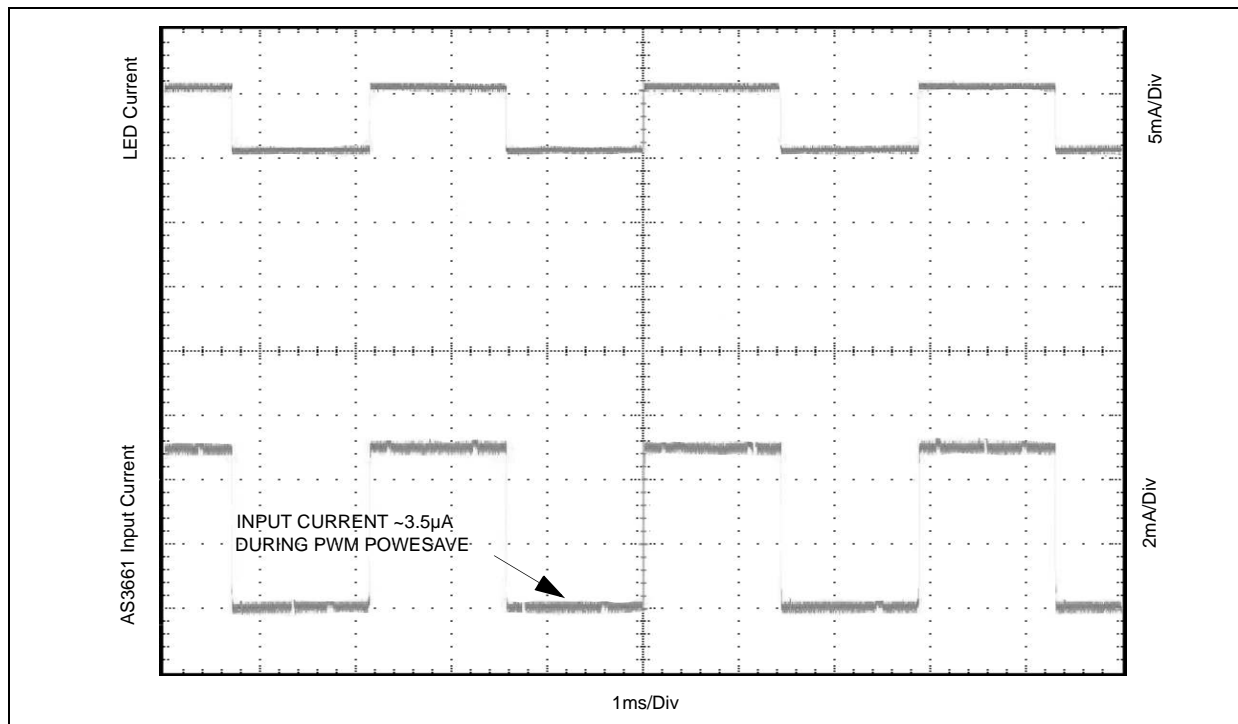 LED Current
5mA/Div
AS3661 Input Current
2mA/Div
INPUT CURRENT ~3.5µA
DURING PWM POWESAVE
1ms/Div